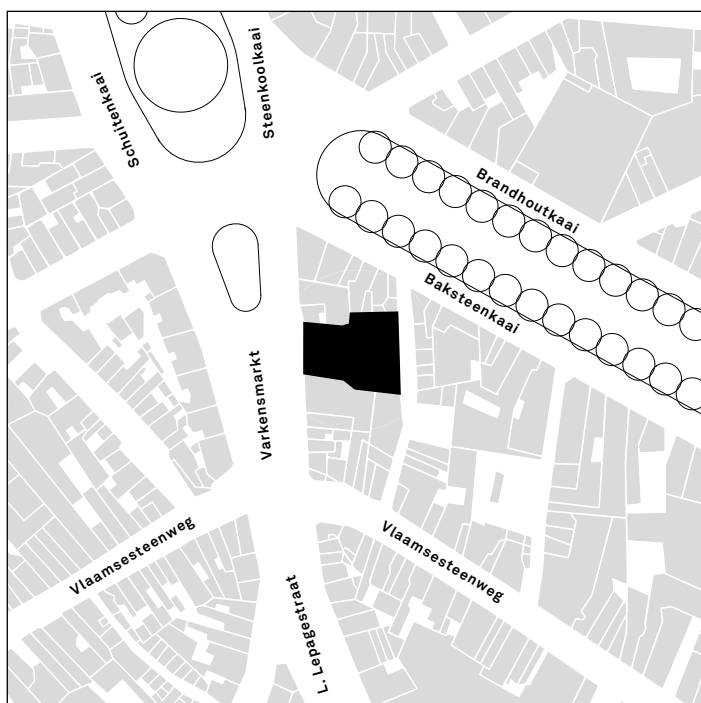 Schuitenkaai
Steenkoolkaai
Brandhoutkaai
Baksteenkaai
Varkensmarkt
Vlaamsesteenweg
Vlaamsesteenweg
L. Lepagestraat